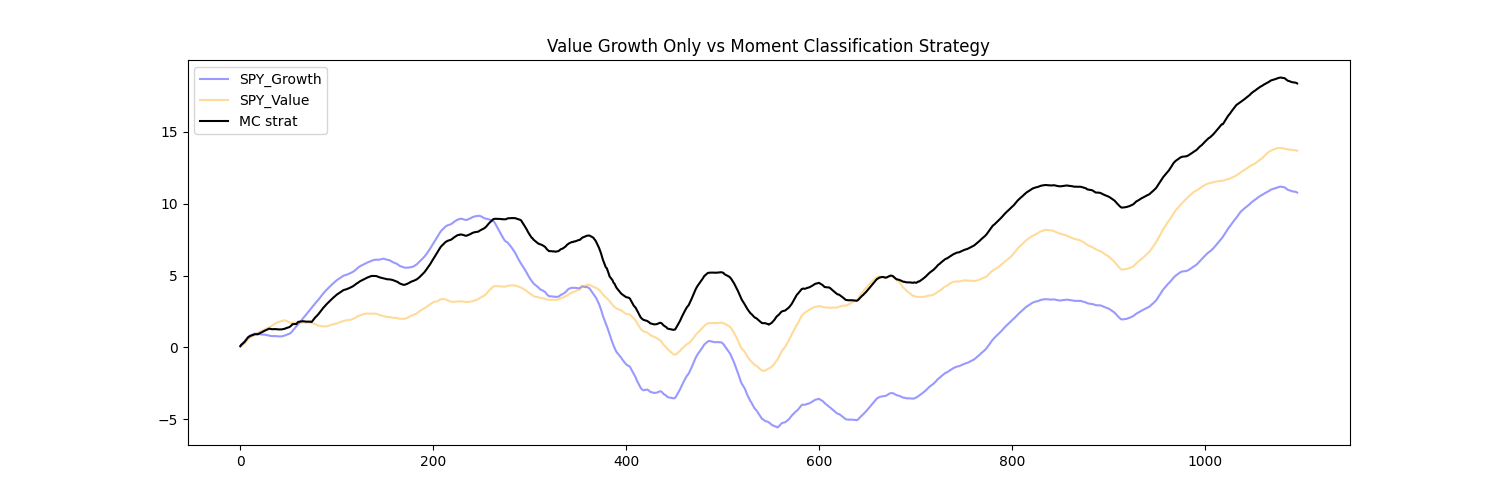 Value Growth Only vs Moment Classification Strategy
SPY_Growth
SPY_Value
MC strat
15
10
5
0
−5
0 200 400 600 800 1000